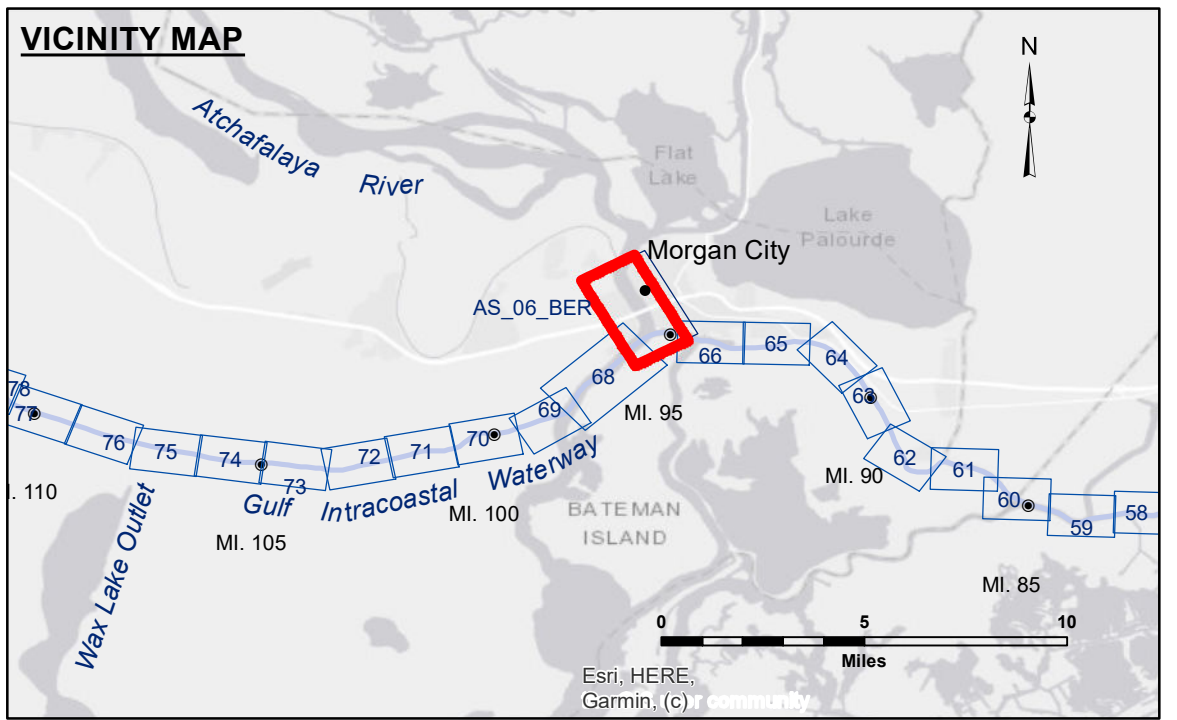 VICINITY MAP
N
Atchafalaya
River
Flat
Lake
Lake
Palourde
Morgan City
AS_06_BER
66
65
64
63
62
61
60
59
58
68
69
70
71
72
73
74
75
76
77
78
MI. 95
MI. 90
MI. 85
MI. 100
MI. 105
I. 110
Gulf Intracoastal Waterway
Wax Lake Outlet
BATEMAN
ISLAND
0 5 10
Miles
Esri, HERE,
Garmin, (c) community